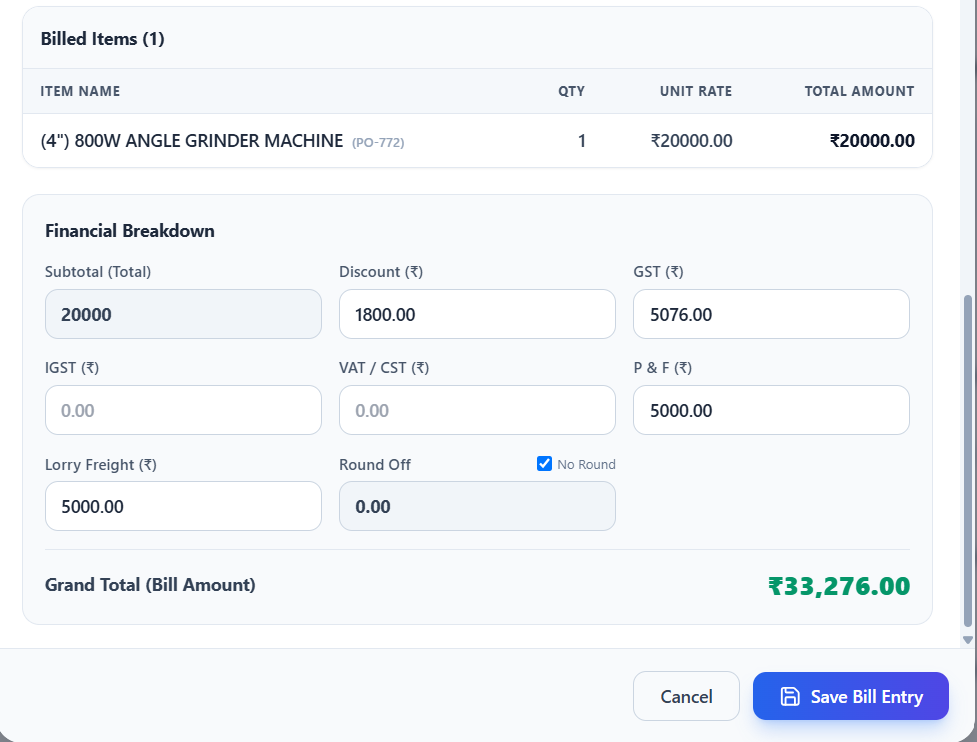 Billed Items (1)
ITEM NAME QTY UNIT RATE TOTAL AMOUNT
(4") 800W ANGLE GRINDER MACHINE (PO-772) 1 ₹20000.00 ₹20000.00
Financial Breakdown
Subtotal (Total) Discount (₹) GST (₹)
20000 1800.00 5076.00
IGST (₹) VAT / CST (₹) P & F (₹)
0.00 0.00 5000.00
Lorry Freight (₹) Round Off No Round
5000.00 0.00
Grand Total (Bill Amount) ₹33,276.00
Cancel Save Bill Entry